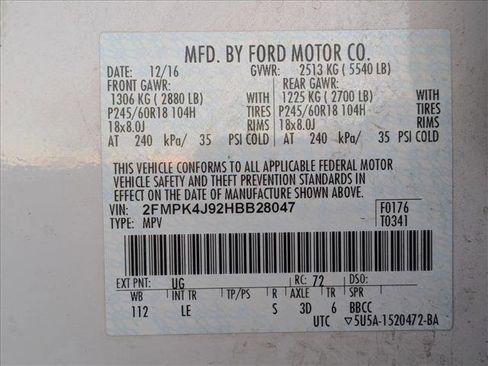 MFD. BY FORD MOTOR CO.
DATE: 12/16 GVWR: 2513 KG ( 5540 LB)
FRONT GAWR: REAR GAWR:
1306 KG ( 2880 LB) WITH 1225 KG ( 2700 LB) WITH
P245/60R18 104H TIRES P245/60R18 104H TIRES
18x8.0J RIMS 18x8.0J RIMS
AT 240 kPa/ 35 PSI COLD AT 240 kPa/ 35 PSI COLD
THIS VEHICLE CONFORMS TO ALL APPLICABLE FEDERAL MOTOR
VEHICLE SAFETY AND THEFT PREVENTION STANDARDS IN
EFFECT ON THE DATE OF MANUFACTURE SHOWN ABOVE.
VIN: 2FMPK4J92HBB28047 F0176
TYPE: MPV T0341
EXT PNT: UG RC: 72 DSO:
WB INT TR TP/PS R AXLE TR SPR
112 LE S 3D 6 BBCC
UTC ▽5U5A-1520472-BA